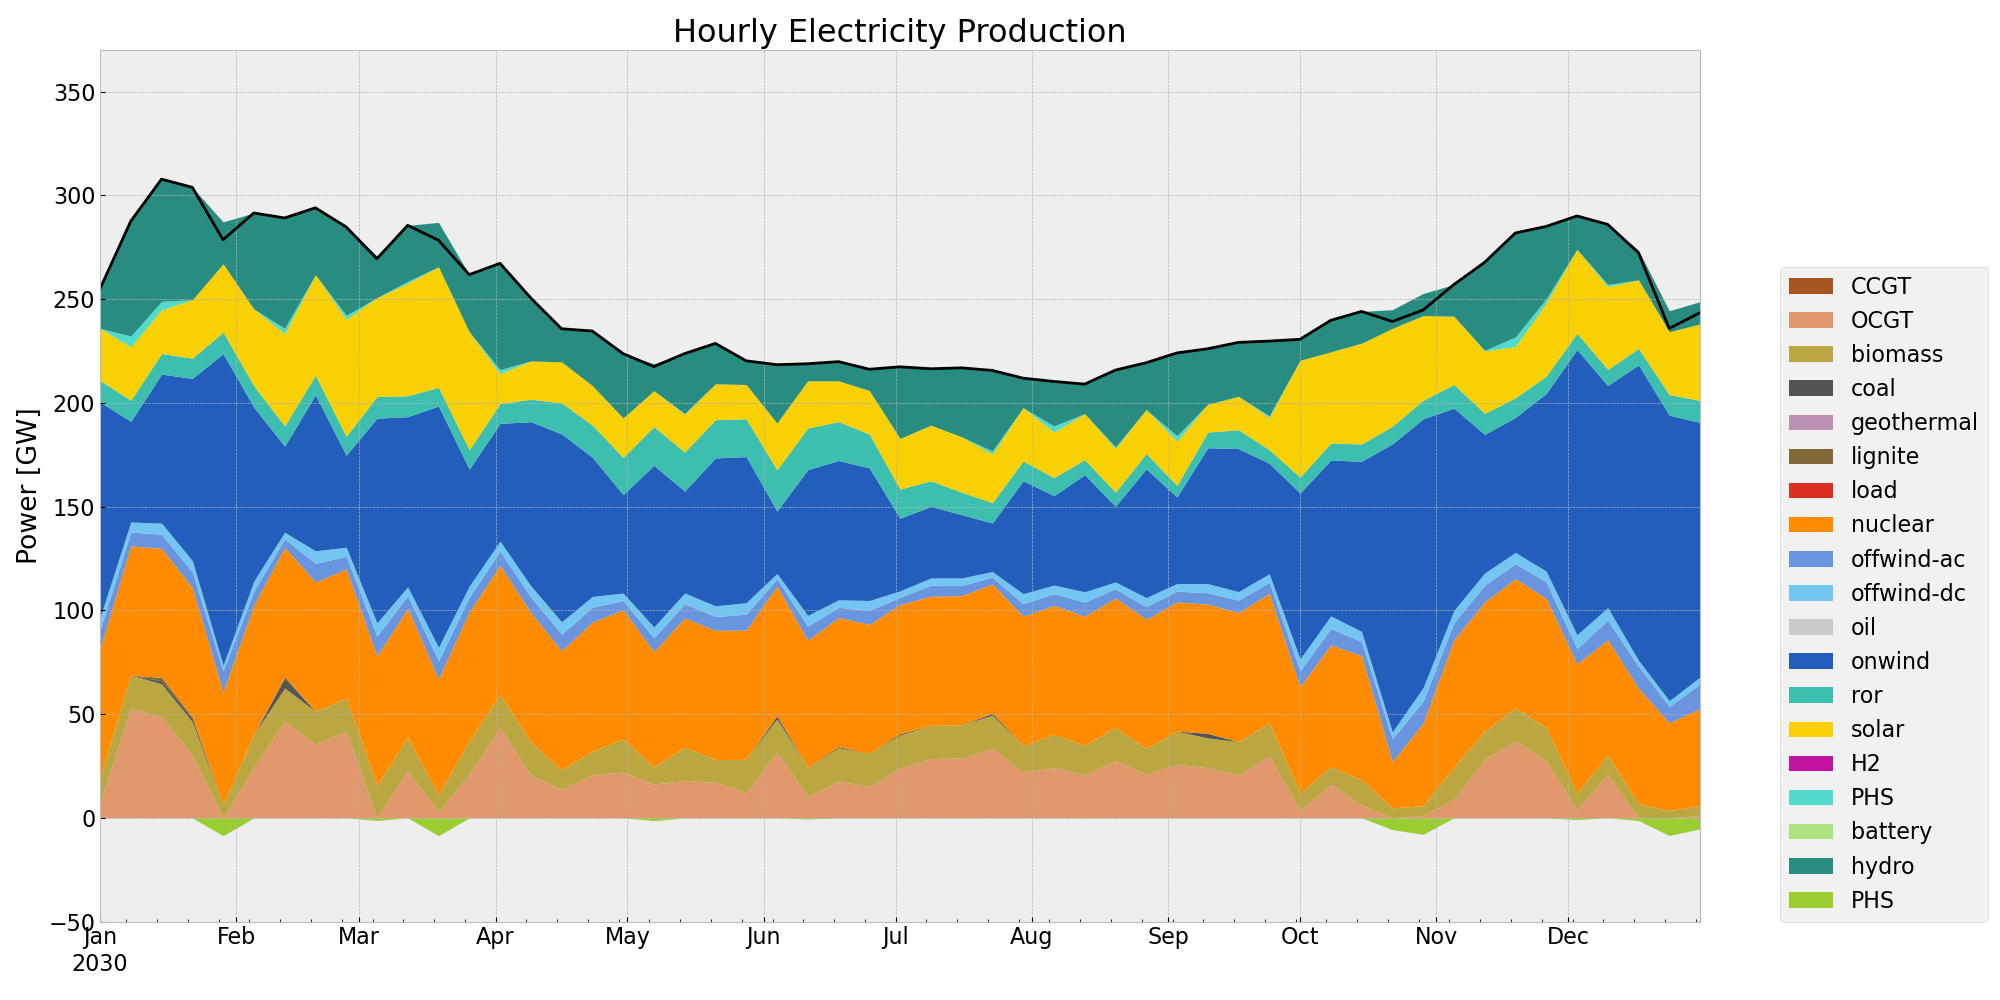 Hourly Electricity Production
Power [GW]
350
300
250
200
150
100
50
0
−50
Jan Feb Mar Apr May Jun Jul Aug Sep Oct Nov Dec
2030
CCGT
OCGT
biomass
coal
geothermal
lignite
load
nuclear
offwind-ac
offwind-dc
oil
onwind
ror
solar
H2
PHS
battery
hydro
PHS